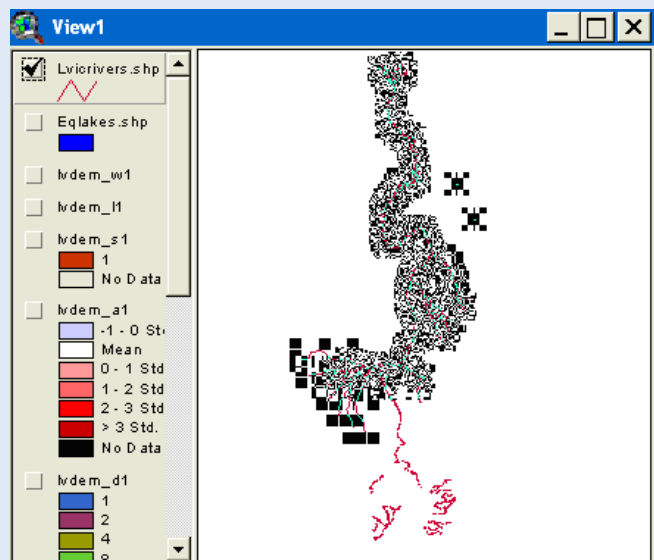 View1
Lvicrivers.shp
Eqlakes.shp
lvdem_w1
lvdem_l1
lvdem_s1
1
No Data
lvdem_a1
-1 - 0 St
Mean
0 - 1 Std
1 - 2 Std
2 - 3 Std
> 3 Std.
No Data
lvdem_d1
1
2
4
8